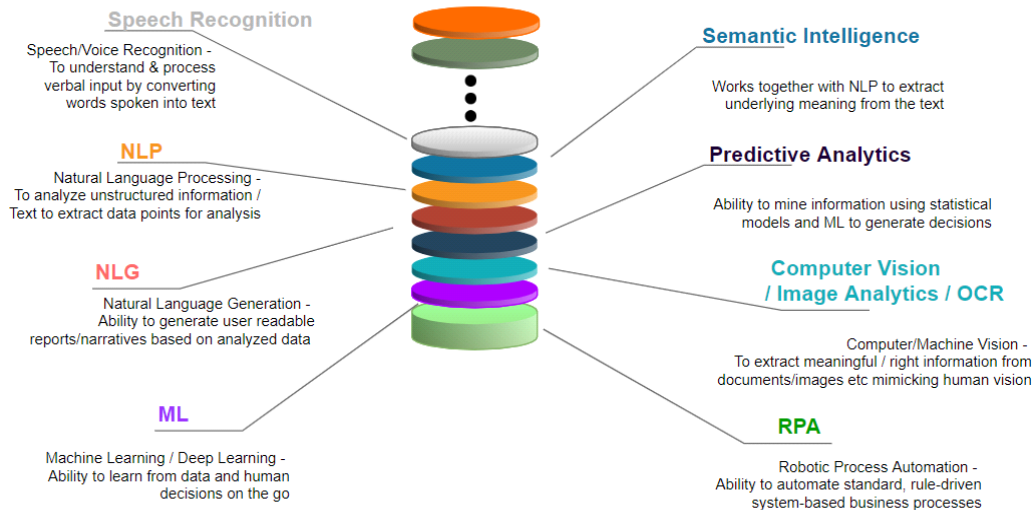 Speech Recognition
Speech/Voice Recognition -
To understand & process
verbal input by converting
words spoken into text
NLP
Natural Language Processing -
To analyze unstructured information /
Text to extract data points for analysis
NLG
Natural Language Generation -
Ability to generate user readable
reports/narratives based on analyzed data
ML
Machine Learning / Deep Learning -
Ability to learn from data and human
decisions on the go
Semantic Intelligence
Works together with NLP to extract
underlying meaning from the text
Predictive Analytics
Ability to mine information using statistical
models and ML to generate decisions
Computer Vision
/ Image Analytics / OCR
Computer/Machine Vision -
To extract meaningful / right information from
documents/images etc mimicking human vision
RPA
Robotic Process Automation -
Ability to automate standard, rule-driven
system-based business processes